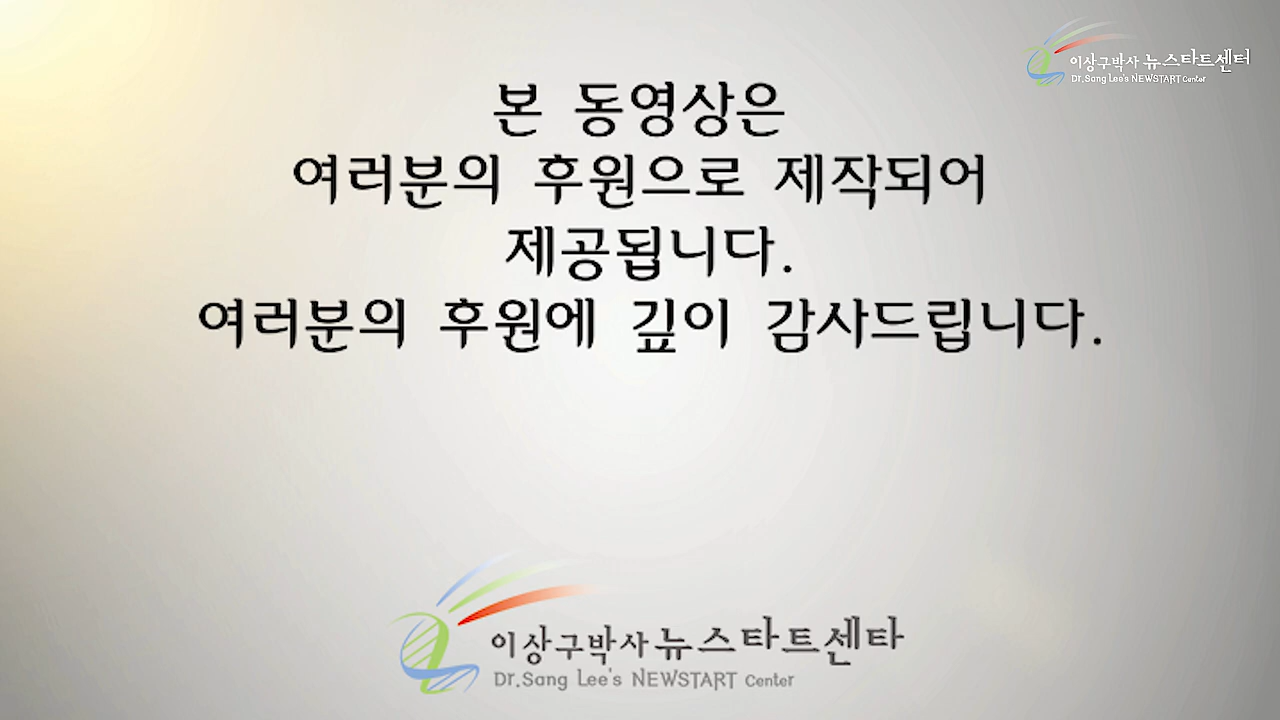 이상구박사 뉴스타트센터
Dr.Sang Lee's NEWSTART Center
본 동영상은
여러분의 후원으로 제작되어
제공됩니다.
여러분의 후원에 깊이 감사드립니다.
이상구박사 뉴스타트센타
Dr.Sang Lee's NEWSTART Center